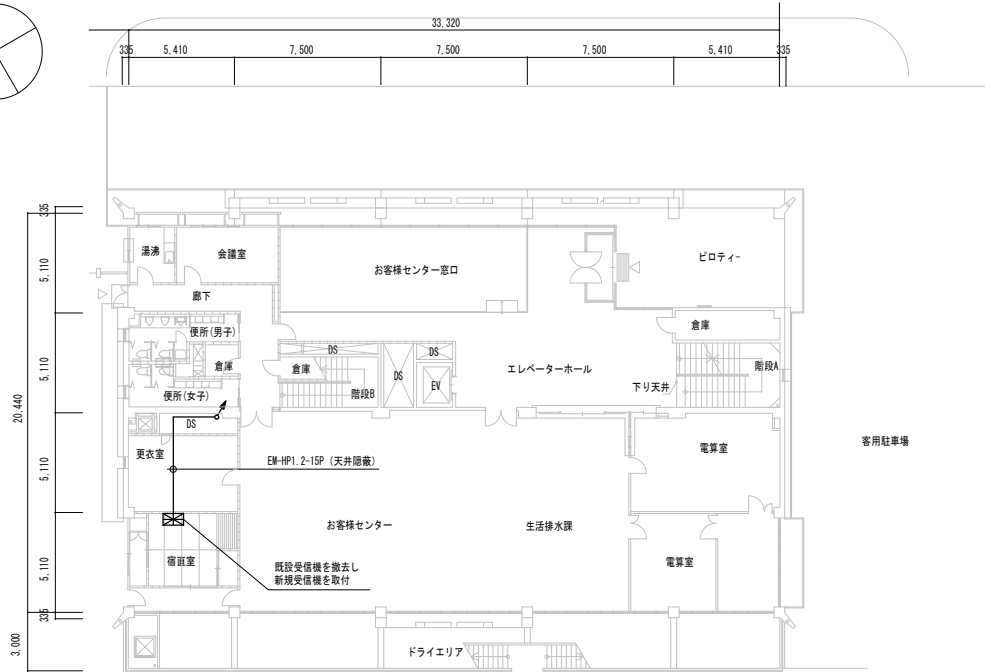 33,320
335
5,410
7,500
7,500
7,500
5,410
335
335
5,110
5,110
20,440
5,110
5,110
335
3,000
湯沸
会議室
お客様センター窓口
ピロティー
廊下
便所(男子)
倉庫
倉庫
DS
DS
DS
EV
階段B
エレベーターホール
倉庫
階段A
下り天井
便所(女子)
DS
更衣室
EM-HP1.2-15P (天井隠蔽)
電算室
客用駐車場
お客様センター
生活排水課
宿直室
既設受信機を撤去し
新規受信機を取付
電算室
ドライエリア